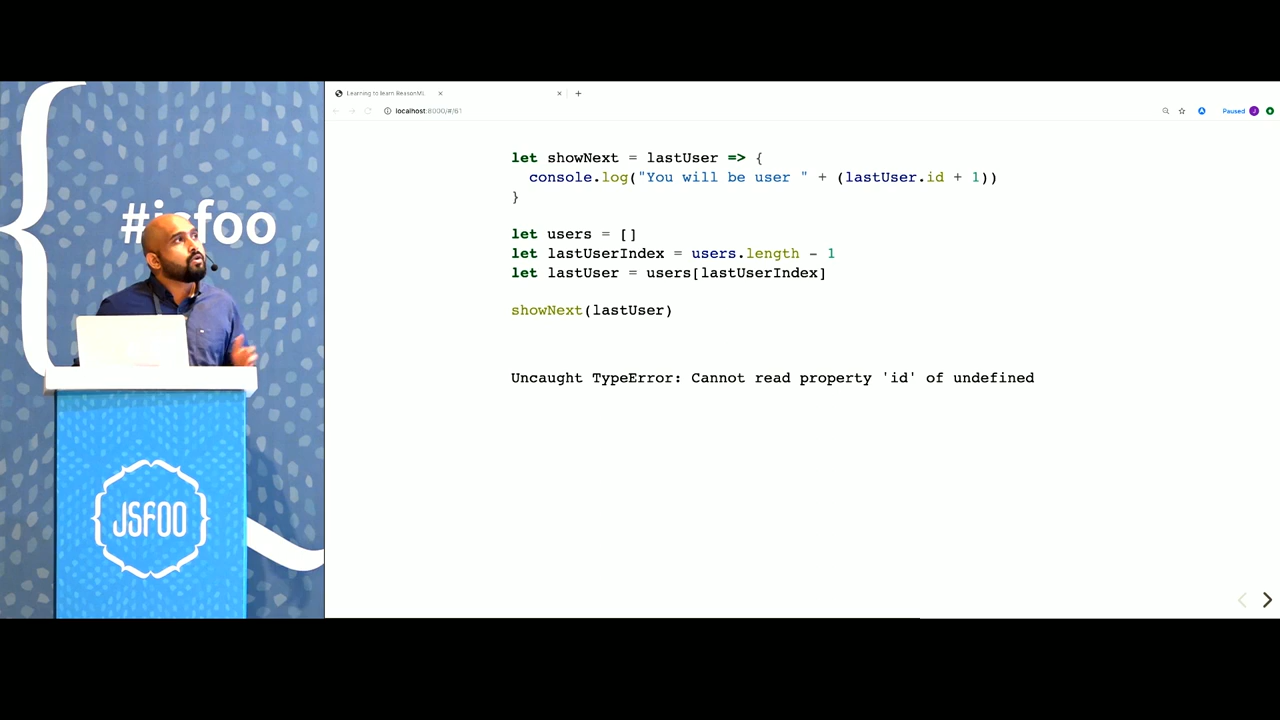 #jsfoo
JSFOO
Learning to learn ReasonML
localhost:8000/#/61
Paused
J
let showNext = lastUser => {
console.log("You will be user " + (lastUser.id + 1))
}
let users = []
let lastUserIndex = users.length - 1
let lastUser = users[lastUserIndex]
showNext(lastUser)
Uncaught TypeError: Cannot read property 'id' of undefined